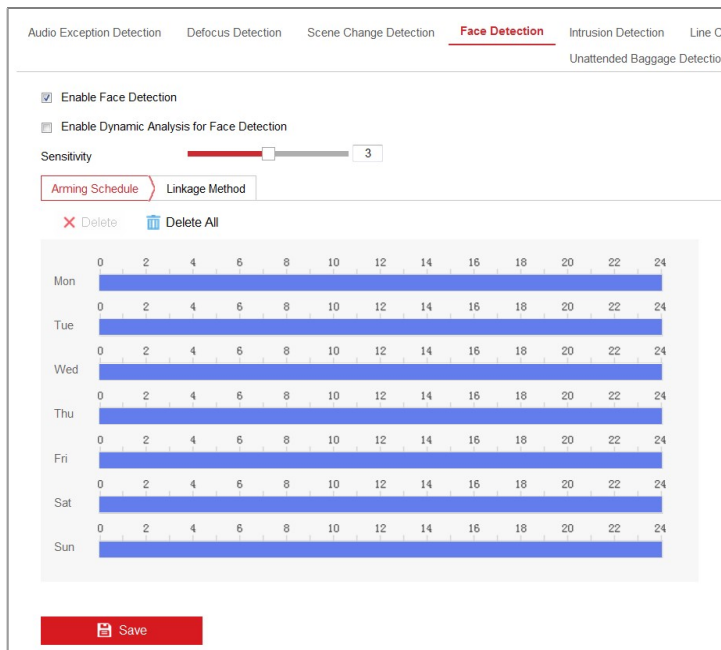 Audio Exception Detection Defocus Detection Scene Change Detection Face Detection Intrusion Detection Line C
Unattended Baggage Detectio
Enable Face Detection
Enable Dynamic Analysis for Face Detection
Sensitivity 3
Arming Schedule Linkage Method
Delete Delete All
0 2 4 6 8 10 12 14 16 18 20 22 24
Mon
0 2 4 6 8 10 12 14 16 18 20 22 24
Tue
0 2 4 6 8 10 12 14 16 18 20 22 24
Wed
0 2 4 6 8 10 12 14 16 18 20 22 24
Thu
0 2 4 6 8 10 12 14 16 18 20 22 24
Fri
0 2 4 6 8 10 12 14 16 18 20 22 24
Sat
0 2 4 6 8 10 12 14 16 18 20 22 24
Sun
Save